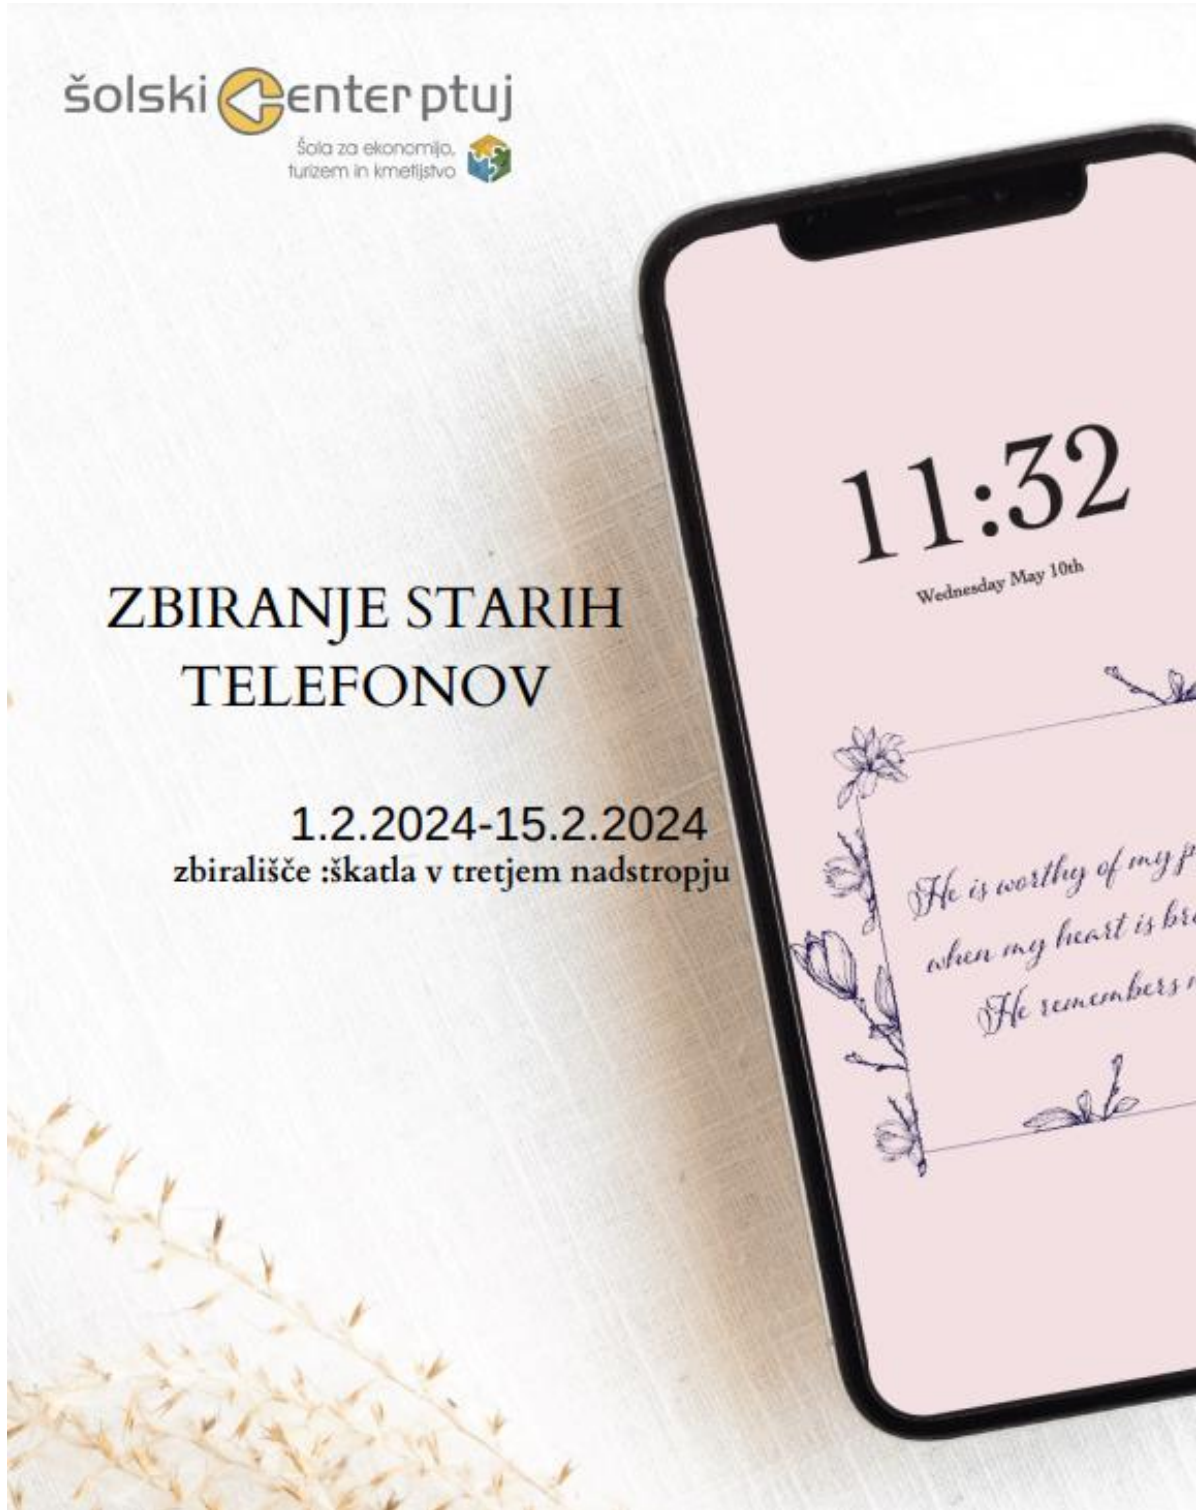 šolski Center ptuj
Šola za ekonomijo,
turizem in kmetijstvo
11:32
Wednesday May 10th
ZBIRANJE STARIH
TELEFONOV
1.2.2024-15.2.2024
zbirališče :škatla v tretjem nadstropju
He is worthy of my
when my heart is
He remembers